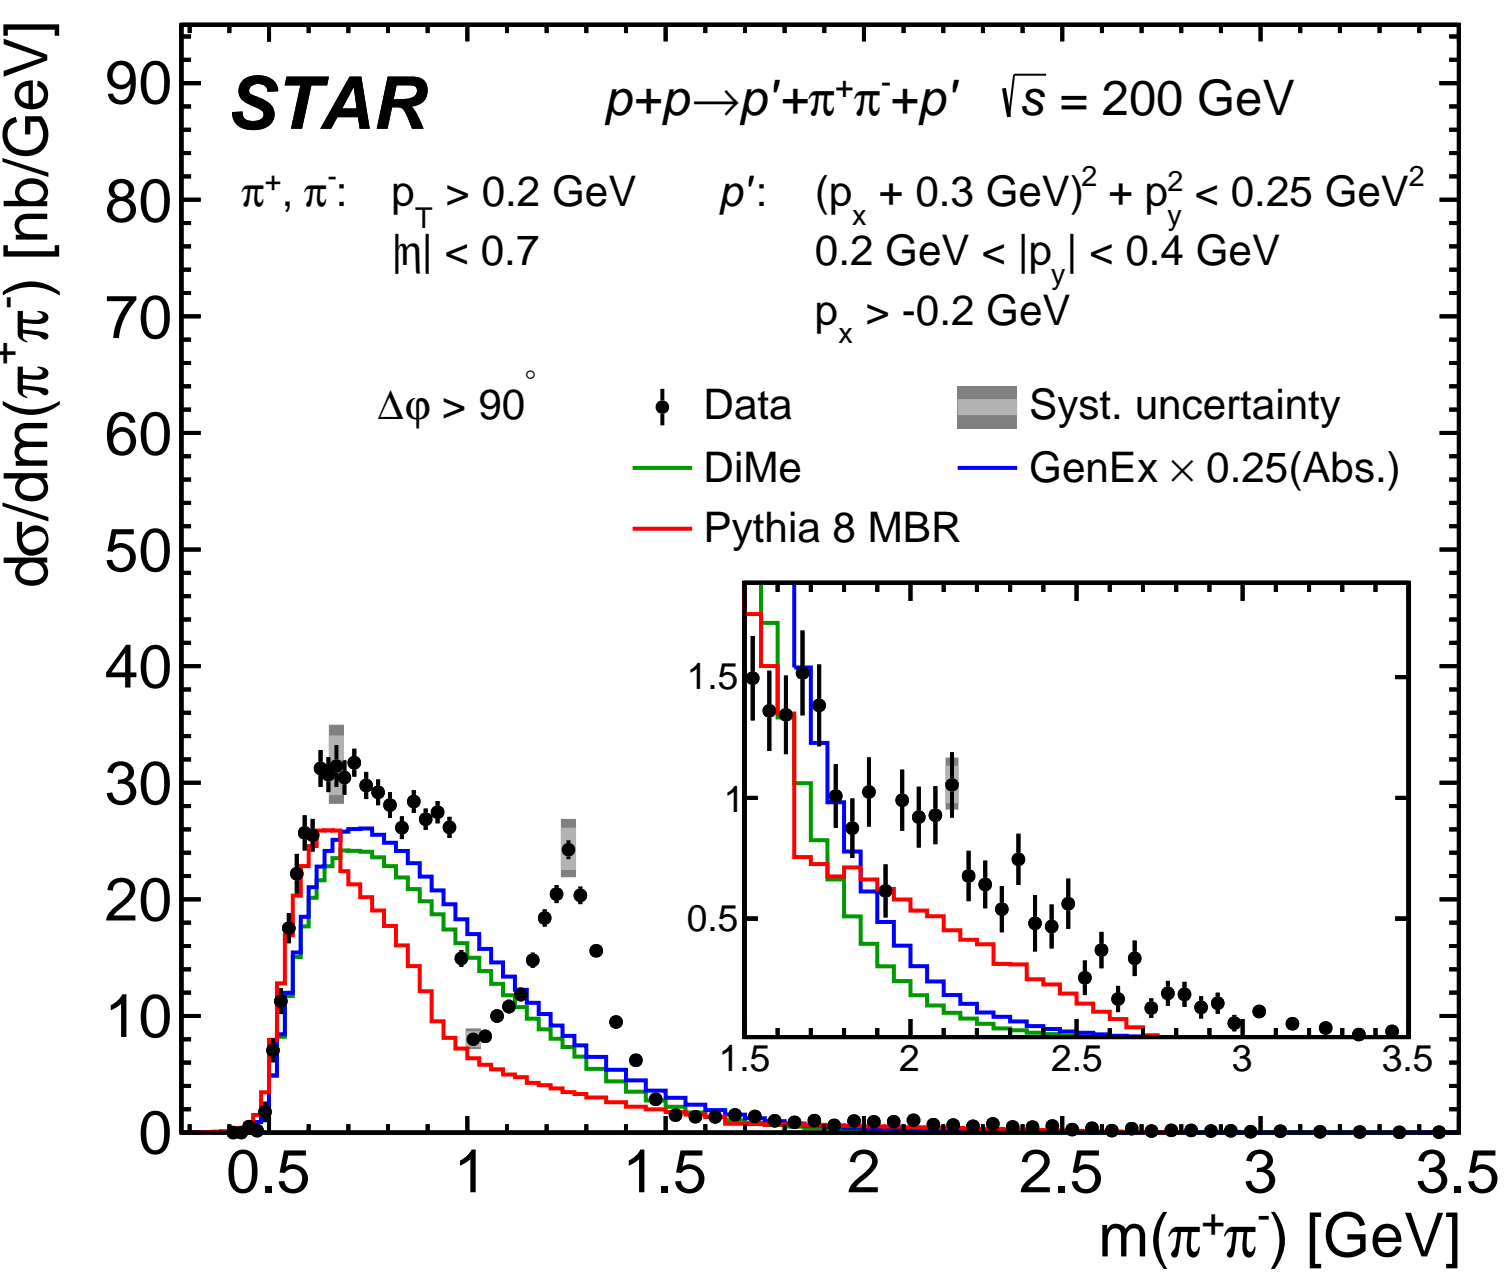 dσ/dm(π⁺π⁻) [nb/GeV]
STAR p+p→p′+π⁺π⁻+p′ √s = 200 GeV
π⁺, π⁻: p_T > 0.2 GeV p′: (p_x + 0.3 GeV)² + p_y² < 0.25 GeV²
|η| < 0.7 0.2 GeV < |p_y| < 0.4 GeV
p_x > -0.2 GeV
Δφ > 90°
Data Syst. uncertainty
DiMe GenEx × 0.25(Abs.)
Pythia 8 MBR
90
80
70
60
50
40
30
20
10
0
1.5
1
0.5
1.5 2 2.5 3 3.5
0.5 1 1.5 2 2.5 3 3.5
m(π⁺π⁻) [GeV]